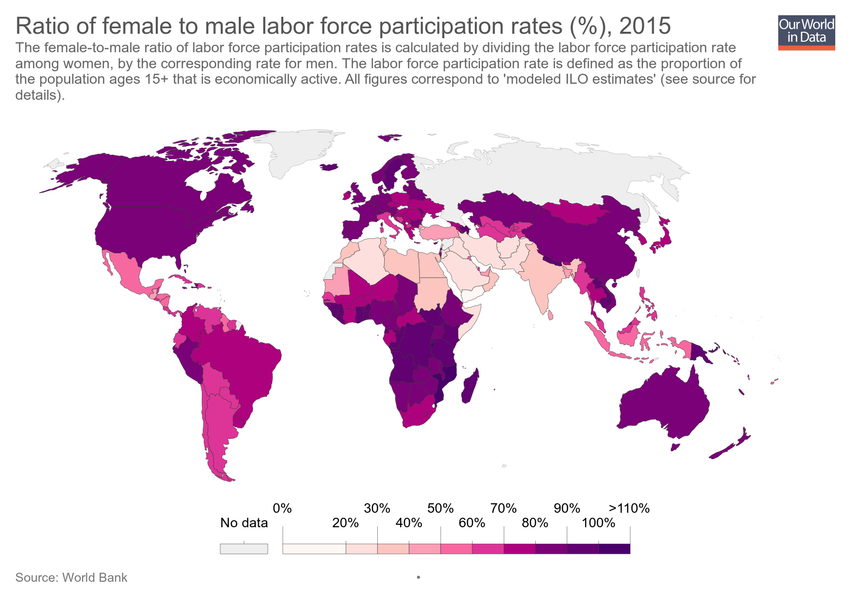 Ratio of female to male labor force participation rates (%), 2015
Our World
in Data
The female-to-male ratio of labor force participation rates is calculated by dividing the labor force participation rate
among women, by the corresponding rate for men. The labor force participation rate is defined as the proportion of
the population ages 15+ that is economically active. All figures correspond to 'modeled ILO estimates' (see source for
details).
0% 30% 50% 70% 90% >110%
No data 20% 40% 60% 80% 100%
Source: World Bank •